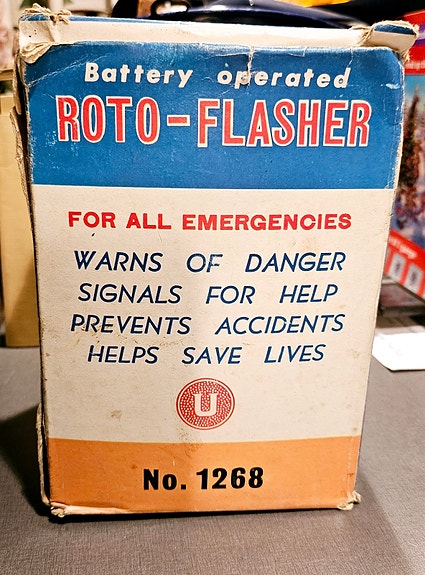 Battery operated
ROTO-FLASHER
FOR ALL EMERGENCIES
WARNS OF DANGER
SIGNALS FOR HELP
PREVENTS ACCIDENTS
HELPS SAVE LIVES
U
No. 1268